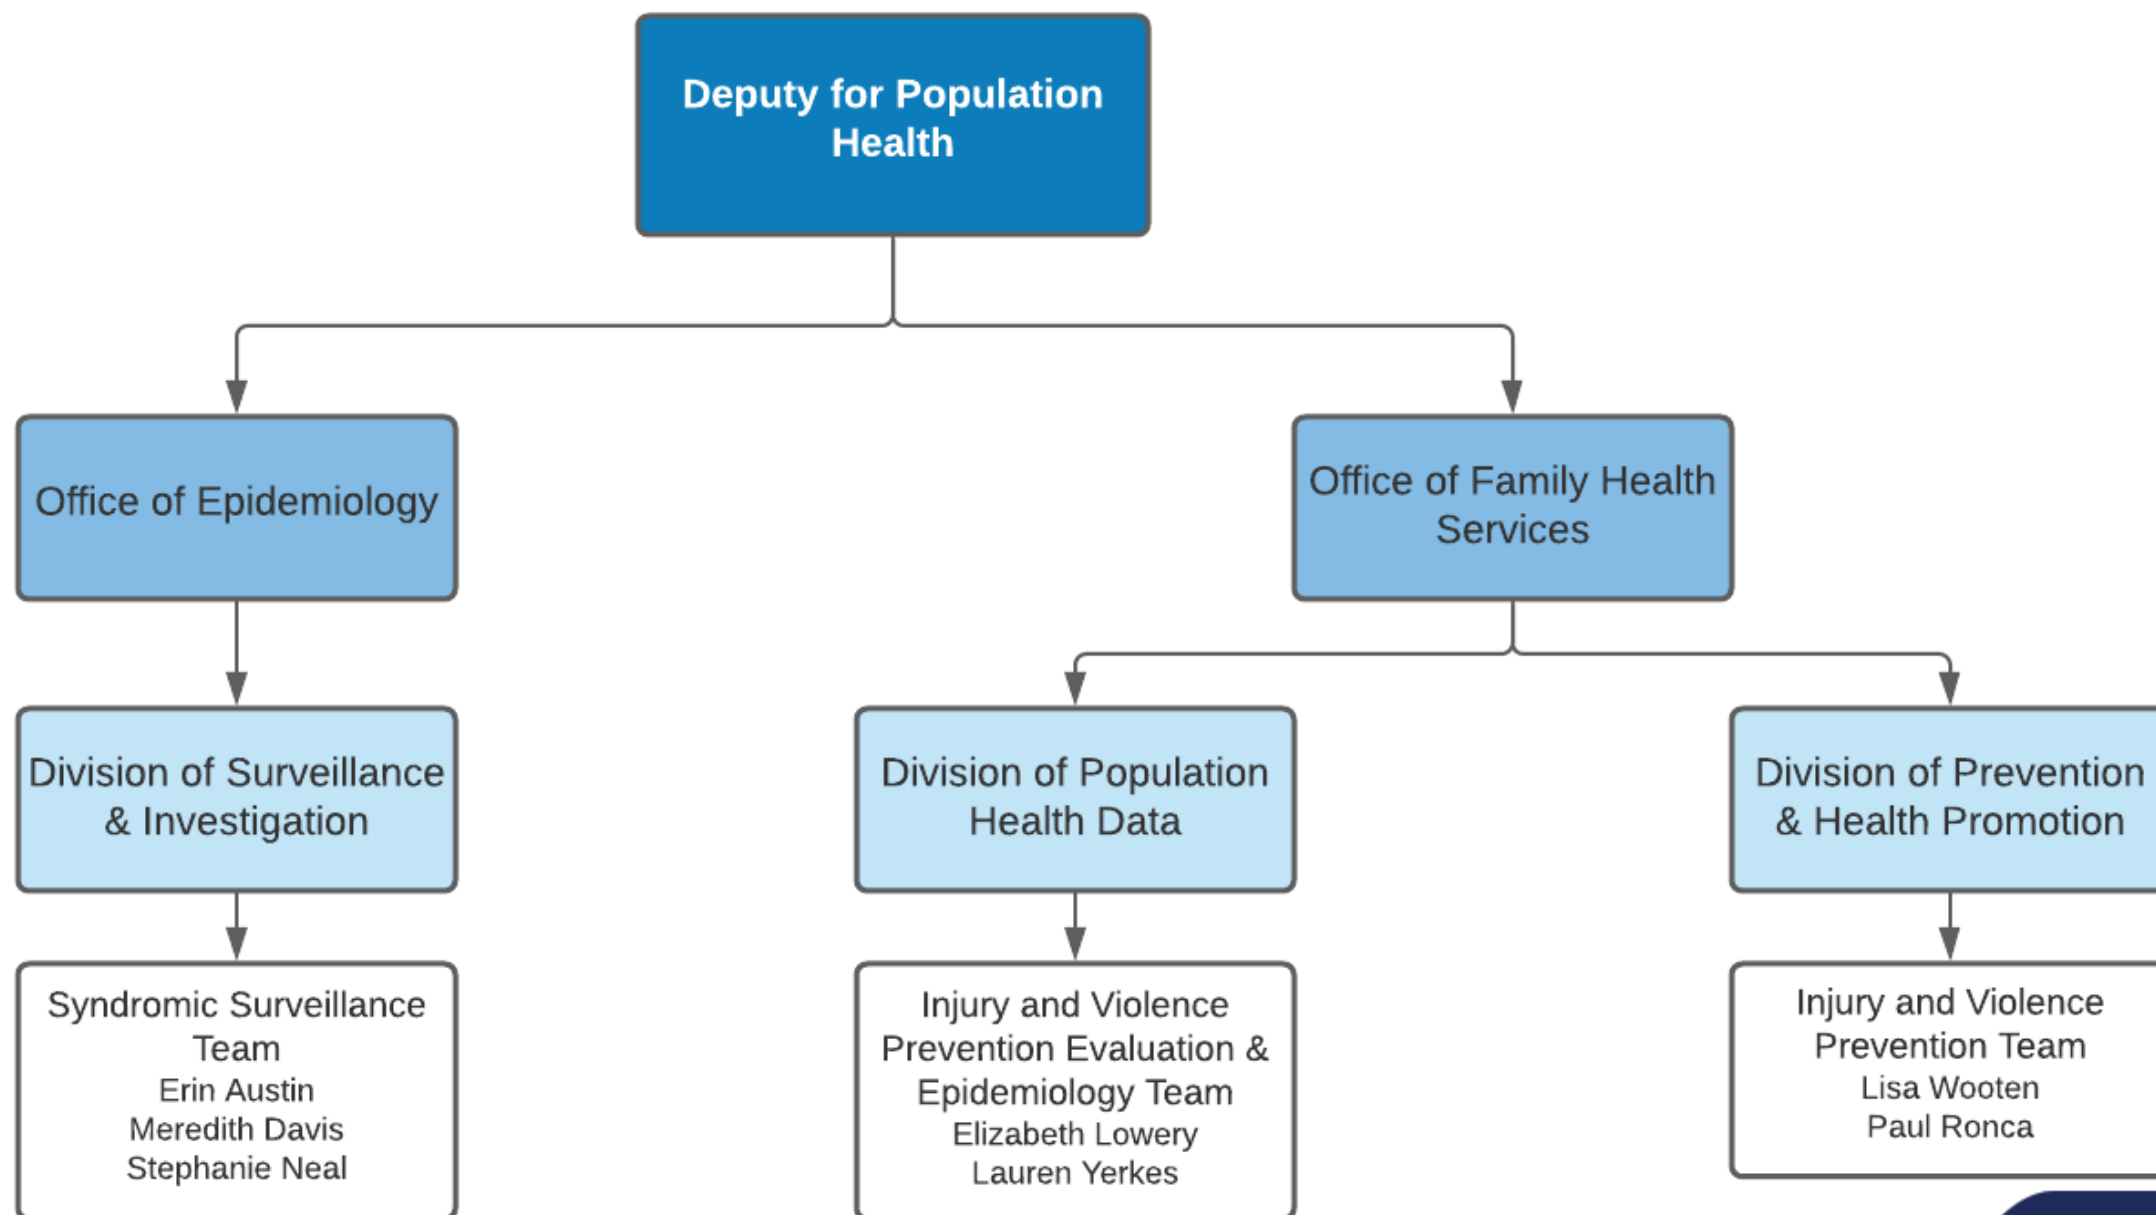 Deputy for Population
Health
Office of Epidemiology
Office of Family Health
Services
Division of Surveillance
& Investigation
Division of Population
Health Data
Division of Prevention
& Health Promotion
Syndromic Surveillance
Team
Erin Austin
Meredith Davis
Stephanie Neal
Injury and Violence
Prevention Evaluation &
Epidemiology Team
Elizabeth Lowery
Lauren Yerkes
Injury and Violence
Prevention Team
Lisa Wooten
Paul Ronca